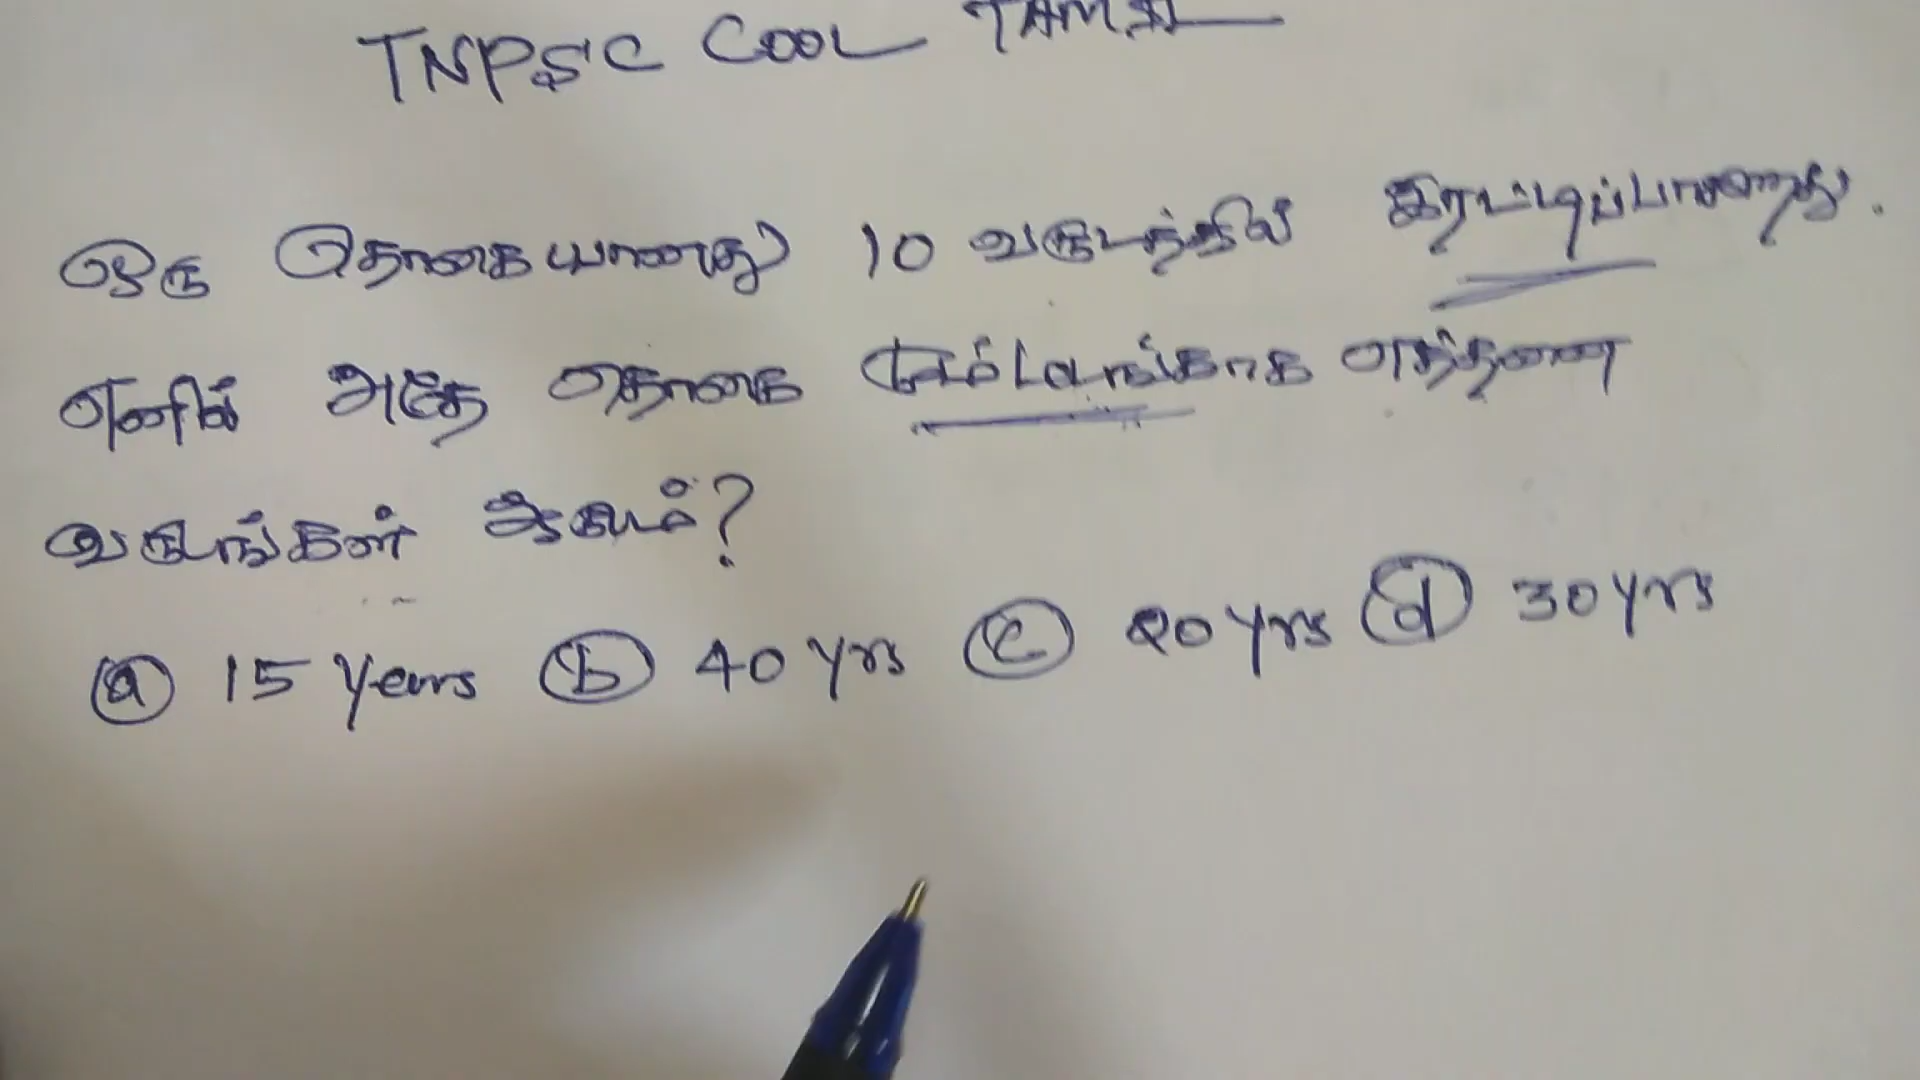 TNPSC COOL TAMIL
ஒரு தொகையானது 10 வருடத்தில் இரட்டிப்பானது.
எனில் அதே தொகை மும்மடங்காக எத்தனை
வருடங்கள் ஆகும்?
(a) 15 years (b) 40 yrs (c) 20 yrs (d) 30 yrs